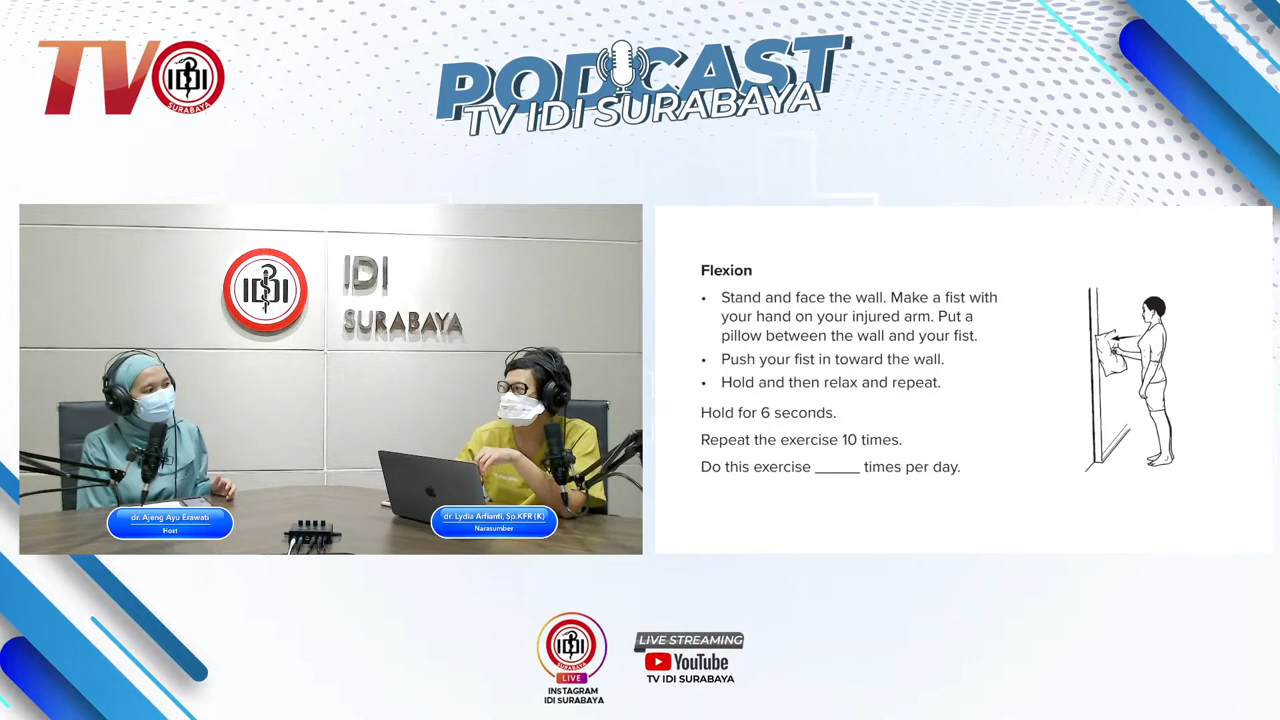 TV
IDI
SURABAYA
PODCAST
TV IDI SURABAYA
IDI
IDI
SURABAYA
dr. Ajeng Ayu Erawati
Host
dr. Lydia Arfianti, Sp.KFR (K)
Narasumber
Flexion
• Stand and face the wall. Make a fist with
your hand on your injured arm. Put a
pillow between the wall and your fist.
• Push your fist in toward the wall.
• Hold and then relax and repeat.
Hold for 6 seconds.
Repeat the exercise 10 times.
Do this exercise _____ times per day.
IDI
SURABAYA
LIVE
INSTAGRAM
IDI SURABAYA
LIVE STREAMING
YouTube
TV IDI SURABAYA